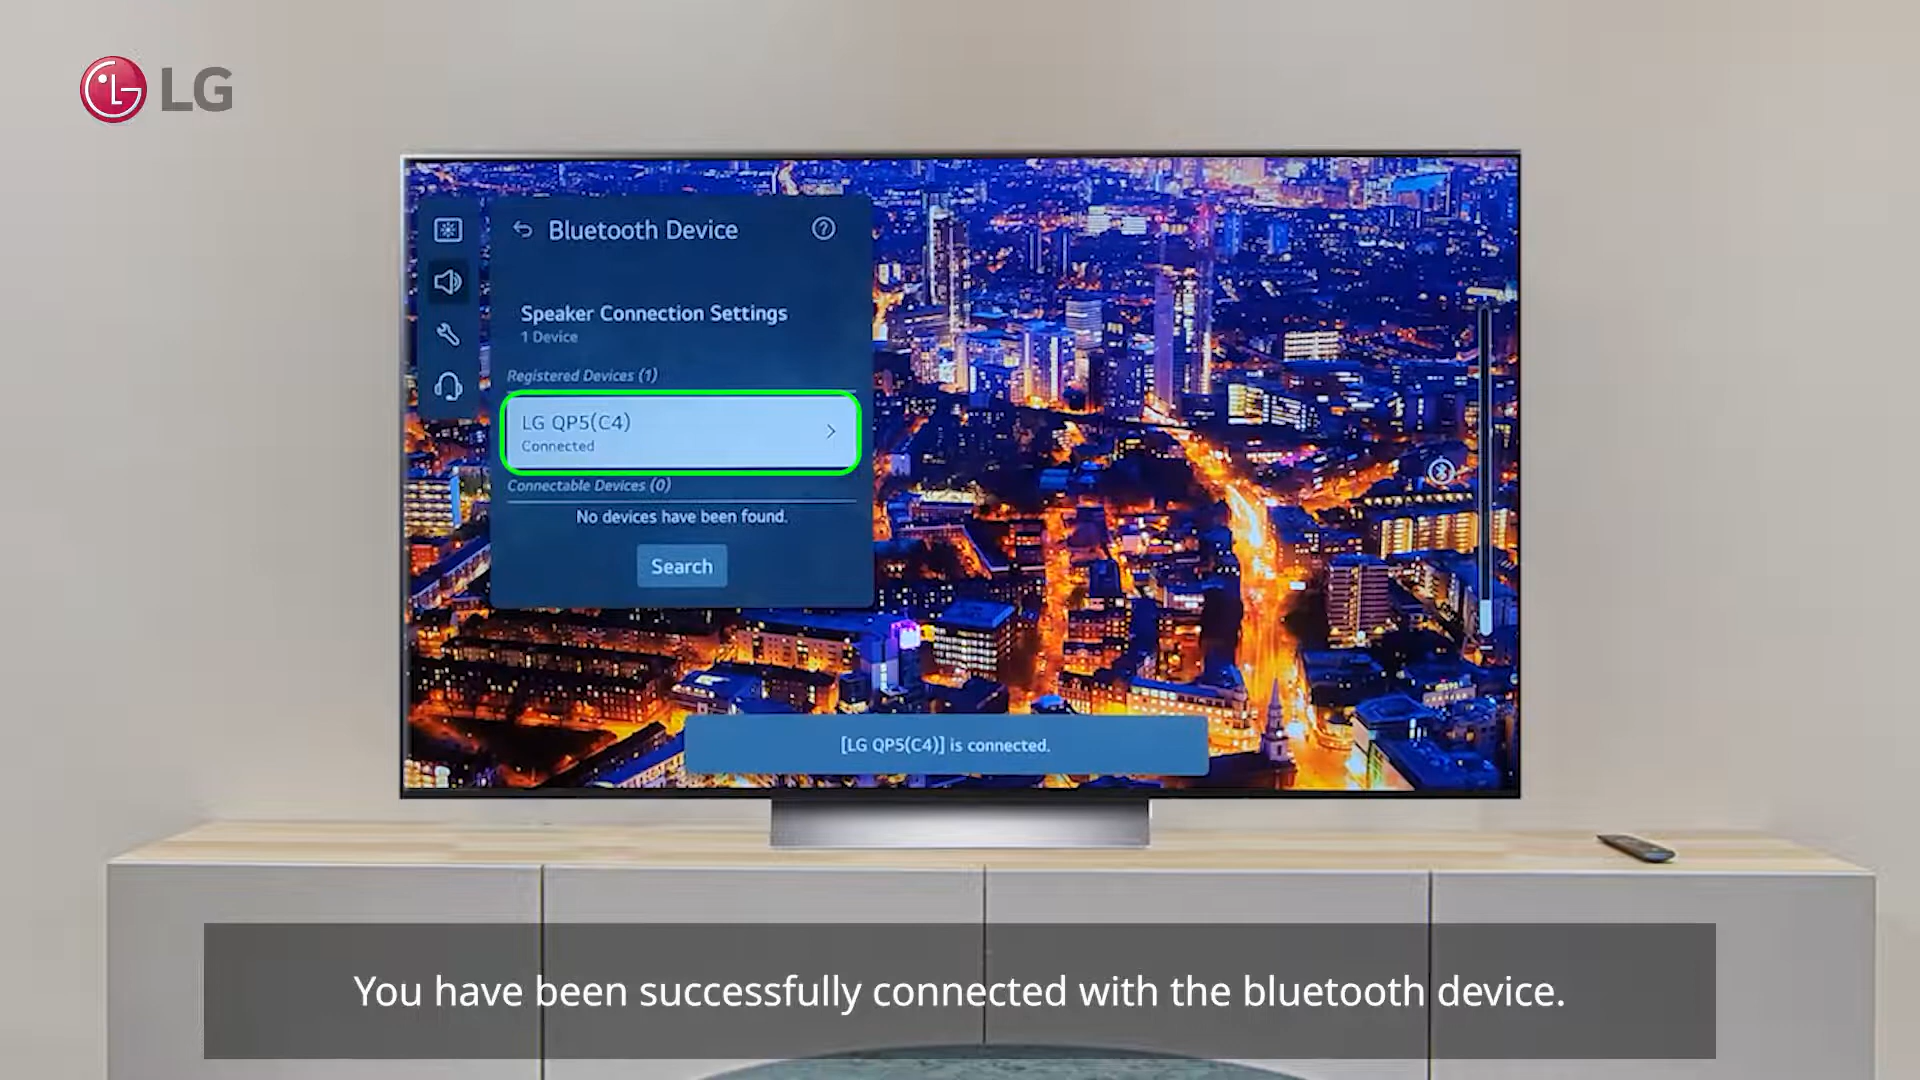 LG
Bluetooth Device
Speaker Connection Settings
1 Device
Registered Devices (1)
LG QP5(C4)
Connected
Connectable Devices (0)
No devices have been found.
Search
[LG QP5(C4)] is connected.
You have been successfully connected with the bluetooth device.